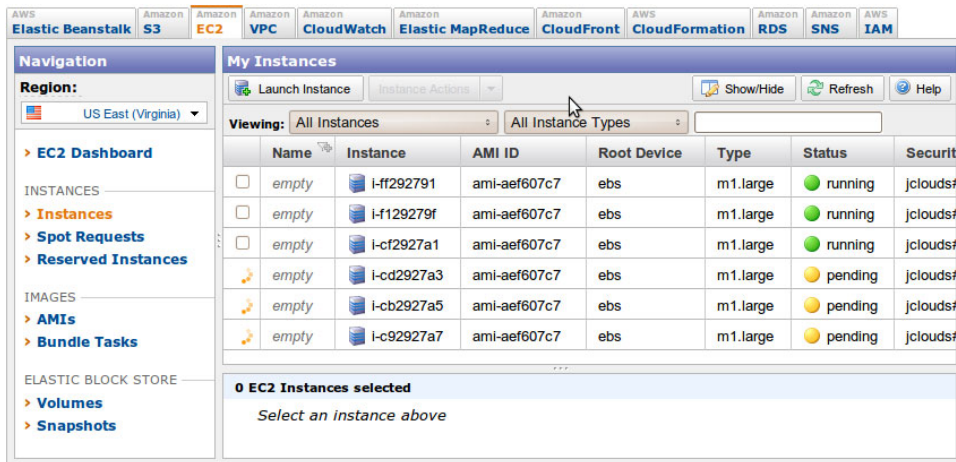 AWS Amazon Amazon Amazon Amazon Amazon Amazon AWS Amazon Amazon AWS
Elastic Beanstalk S3 EC2 VPC CloudWatch Elastic MapReduce CloudFront CloudFormation RDS SNS IAM
Navigation
Region:
US East (Virginia)
EC2 Dashboard
INSTANCES
Instances
Spot Requests
Reserved Instances
IMAGES
AMIs
Bundle Tasks
ELASTIC BLOCK STORE
Volumes
Snapshots
My Instances
Launch Instance Instance Actions Show/Hide Refresh Help
Viewing: All Instances All Instance Types
Name Instance AMI ID Root Device Type Status Securit
empty i-ff292791 ami-aef607c7 ebs m1.large running jclouds#
empty i-f129279f ami-aef607c7 ebs m1.large running jclouds#
empty i-cf2927a1 ami-aef607c7 ebs m1.large running jclouds#
empty i-cd2927a3 ami-aef607c7 ebs m1.large pending jclouds#
empty i-cb2927a5 ami-aef607c7 ebs m1.large pending jclouds#
empty i-c92927a7 ami-aef607c7 ebs m1.large pending jclouds#
0 EC2 Instances selected
Select an instance above